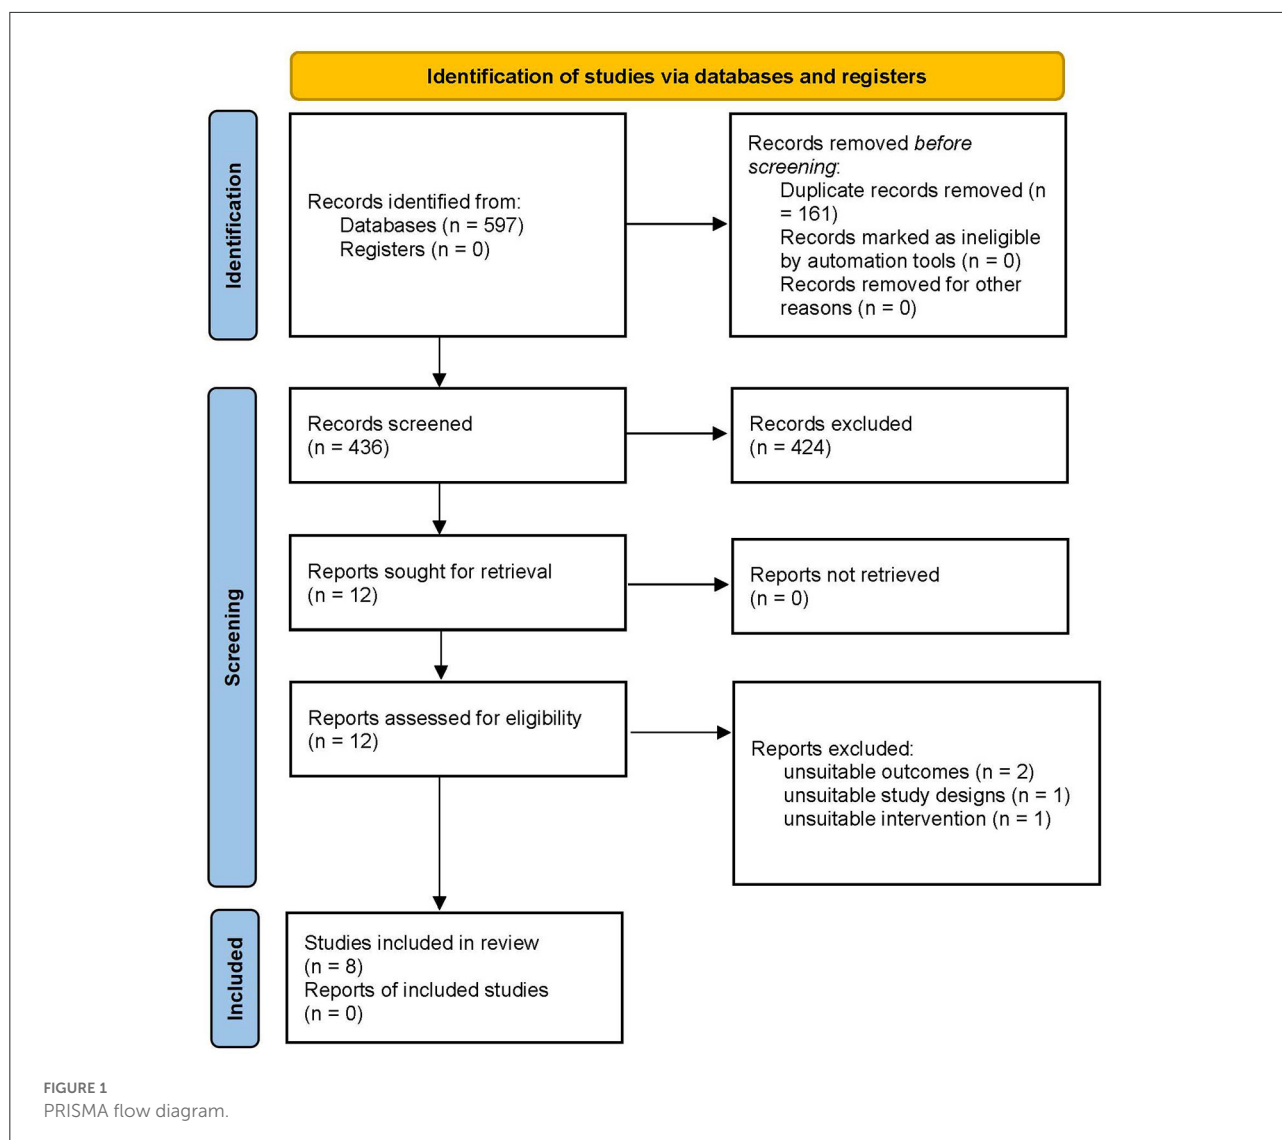 Identification of studies via databases and registers
Identification
Records identified from:
Databases (n = 597)
Registers (n = 0)
Records removed before
screening:
Duplicate records removed (n
= 161)
Records marked as ineligible
by automation tools (n = 0)
Records removed for other
reasons (n = 0)
Screening
Records screened
(n = 436)
Records excluded
(n = 424)
Reports sought for retrieval
(n = 12)
Reports not retrieved
(n = 0)
Reports assessed for eligibility
(n = 12)
Reports excluded:
unsuitable outcomes (n = 2)
unsuitable study designs (n = 1)
unsuitable intervention (n = 1)
Included
Studies included in review
(n = 8)
Reports of included studies
(n = 0)
FIGURE 1
PRISMA flow diagram.